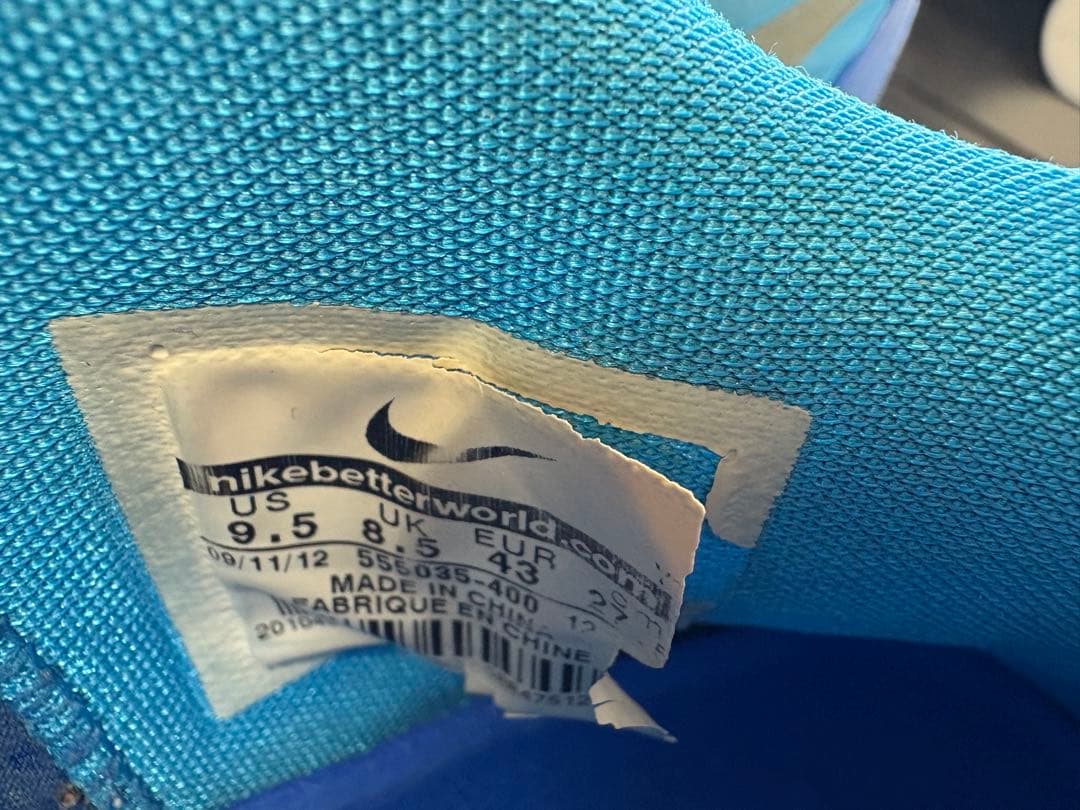 nikebetterworld.com
US UK EUR
9.5 8.5 43
09/11/12 555035-400
MADE IN CHINA
FABRIQUE EN CHINE